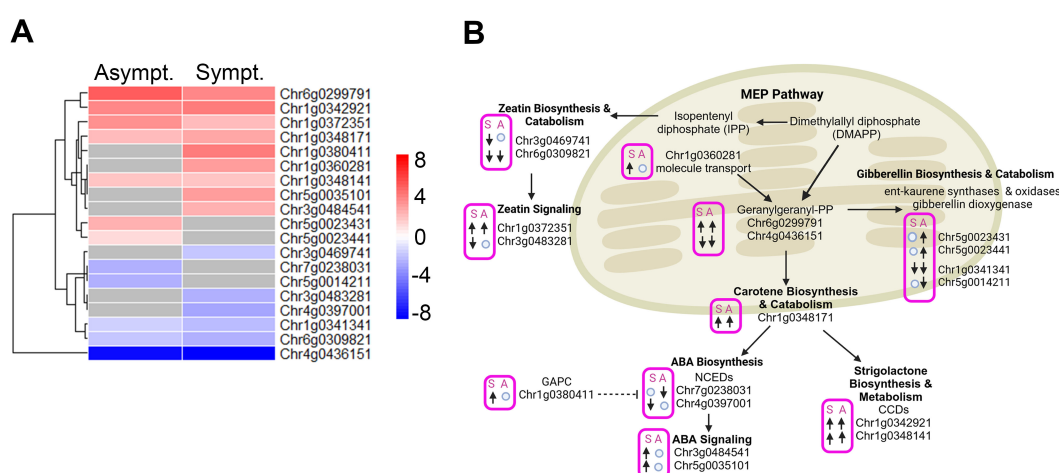 A
Asympt. Sympt.
Chr6g0299791
Chr1g0342921
Chr1g0372351
Chr1g0348171
Chr1g0380411
Chr1g0360281
Chr1g0348141
Chr5g0035101
Chr3g0484541
Chr5g0023431
Chr5g0023441
Chr3g0469741
Chr7g0238031
Chr5g0014211
Chr3g0483281
Chr4g0397001
Chr1g0341341
Chr6g0309821
Chr4g0436151
8
4
0
-4
-8
B
MEP Pathway
Zeatin Biosynthesis &
Catabolism
S A
Chr3g0469741
Chr6g0309821
Isopentenyl
diphosphate (IPP)
Dimethylallyl diphosphate
(DMAPP)
S A
Chr1g0360281
molecule transport
Gibberellin Biosynthesis & Catabolism
ent-kaurene synthases & oxidases
gibberellin dioxygenase
Zeatin Signaling
S A
Chr1g0372351
Chr3g0483281
S A
Geranylgeranyl-PP
Chr6g0299791
Chr4g0436151
S A
Chr5g0023431
Chr5g0023441
Chr1g0341341
Chr5g0014211
Carotene Biosynthesis
& Catabolism
S A
Chr1g0348171
ABA Biosynthesis
S A
NCEDs
Chr7g0238031
Chr4g0397001
S A
GAPC
Chr1g0380411
Strigolactone
Biosynthesis &
Metabolism
S A
CCDs
Chr1g0342921
Chr1g0348141
ABA Signaling
S A
Chr3g0484541
Chr5g0035101